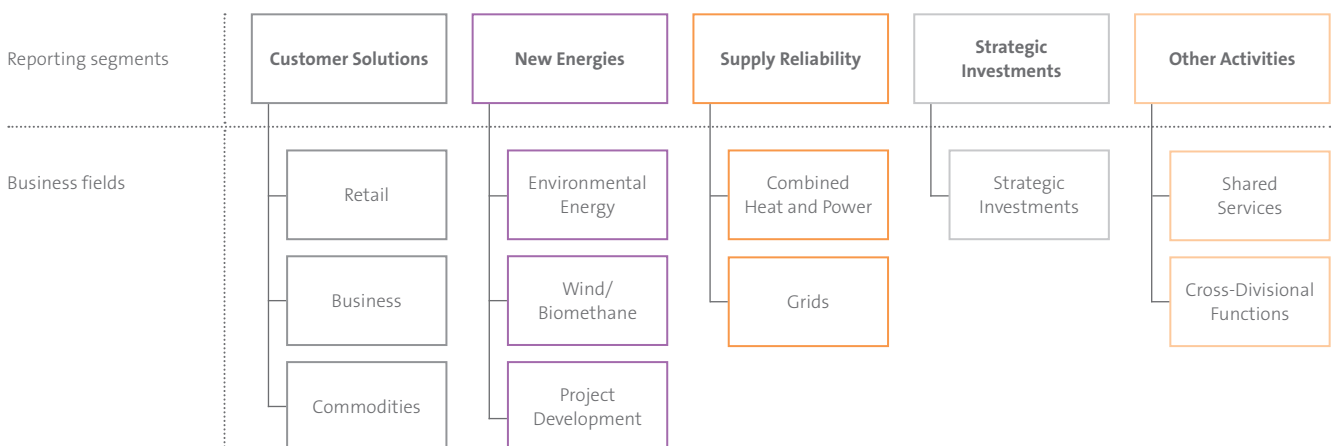 Reporting segments
Customer Solutions
New Energies
Supply Reliability
Strategic
Investments
Other Activities
Business fields
Retail
Environmental
Energy
Combined
Heat and Power
Strategic
Investments
Shared
Services
Business
Wind/
Biomethane
Grids
Cross-Divisional
Functions
Commodities
Project
Development